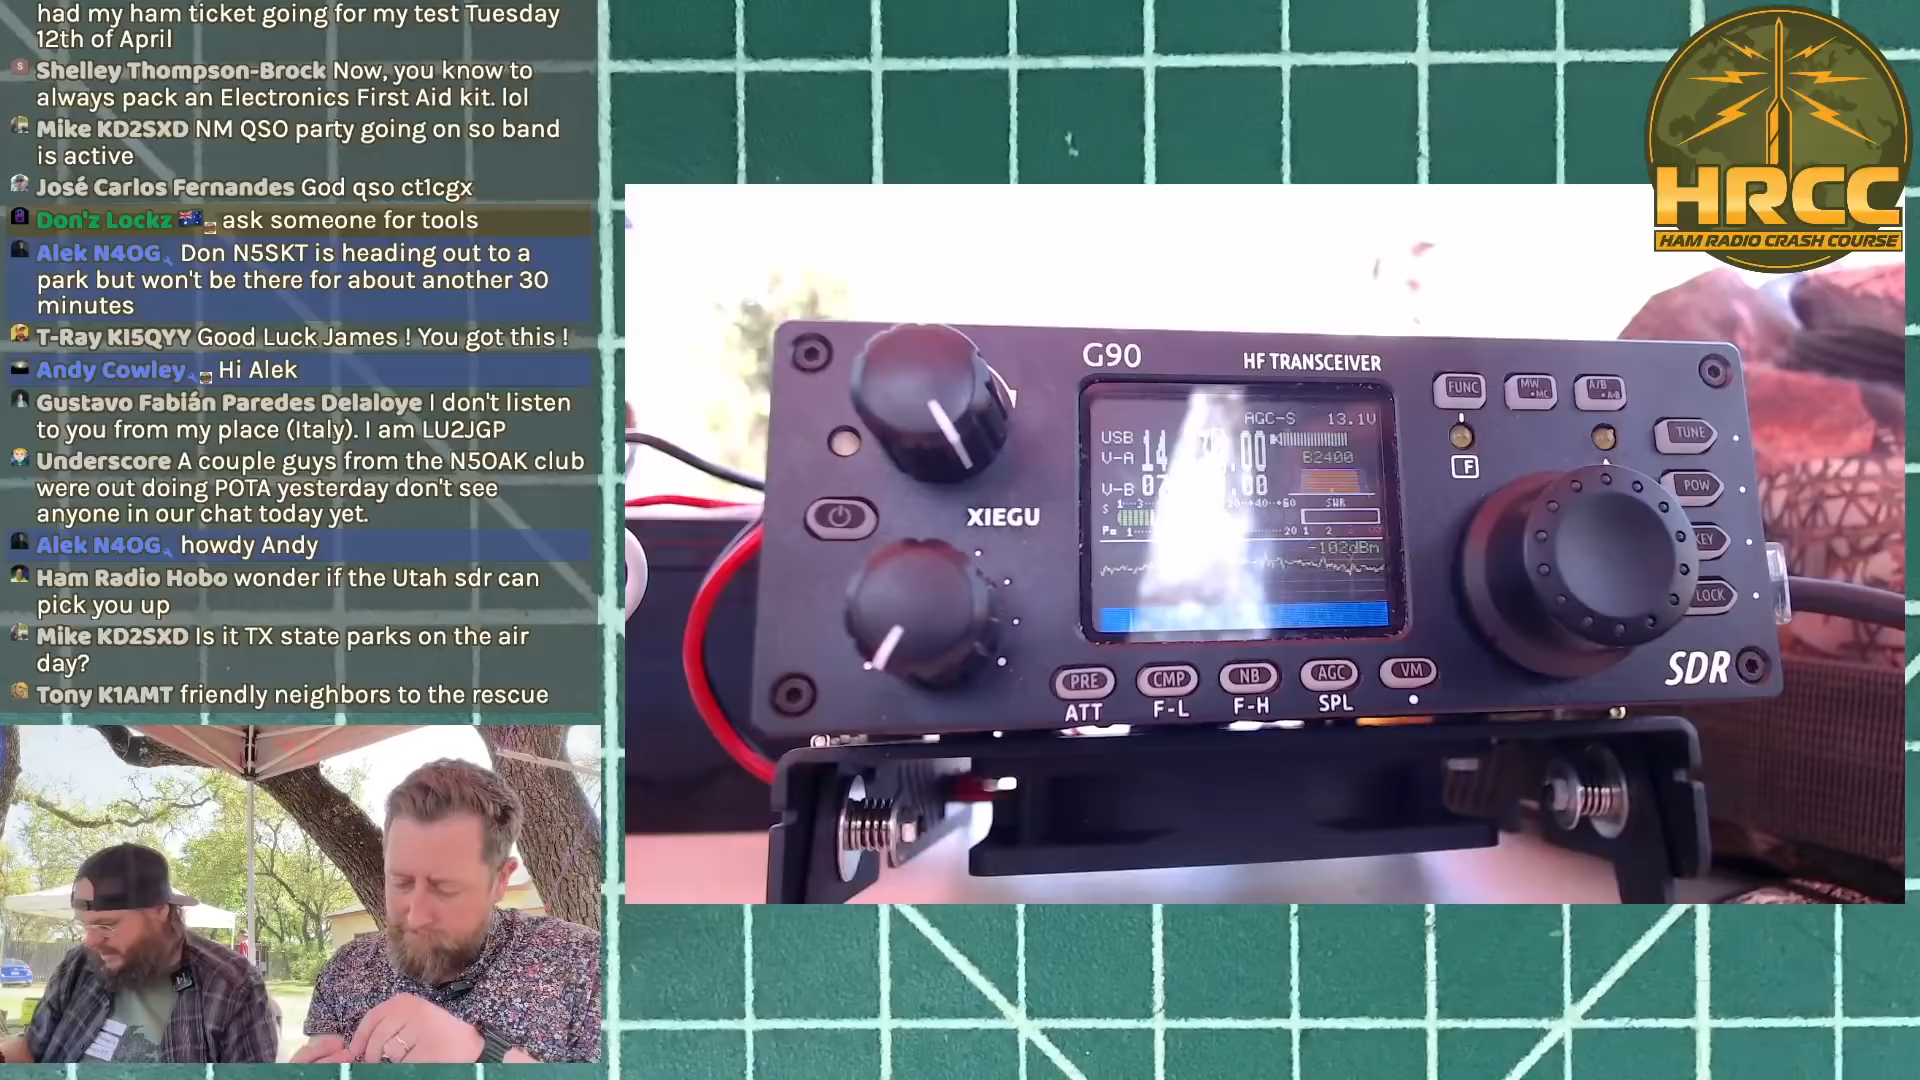 had my ham ticket going for my test Tuesday
12th of April
S
Shelley Thompson-Brock Now, you know to
always pack an Electronics First Aid kit. lol
Mike KD2SXD NM QSO party going on so band
is active
José Carlos Fernandes God qso ct1cgx
Don'z Lockz ask someone for tools
Alek N4OG Don N5SKT is heading out to a
park but won't be there for about another 30
minutes
T-Ray KI5QYY Good Luck James ! You got this !
Andy Cowley Hi Alek
Gustavo Fabián Paredes Delaloye I don't listen
to you from my place (Italy). I am LU2JGP
Underscore A couple guys from the N5OAK club
were out doing POTA yesterday don't see
anyone in our chat today yet.
Alek N4OG howdy Andy
Ham Radio Hobo wonder if the Utah sdr can
pick you up
Mike KD2SXD Is it TX state parks on the air
day?
Tony K1AMT friendly neighbors to the rescue
HRCC
HAM RADIO CRASH COURSE
G90
HF TRANSCEIVER
AGC-S 13.1V
USB
V-A
B2400
V-B
SWR
-102dBm
XIEGU
FUNC
MW
A/B
F
TUNE
POW
KEY
LOCK
SDR
PRE
CMP
NB
AGC
VM
ATT
F-L
F-H
SPL